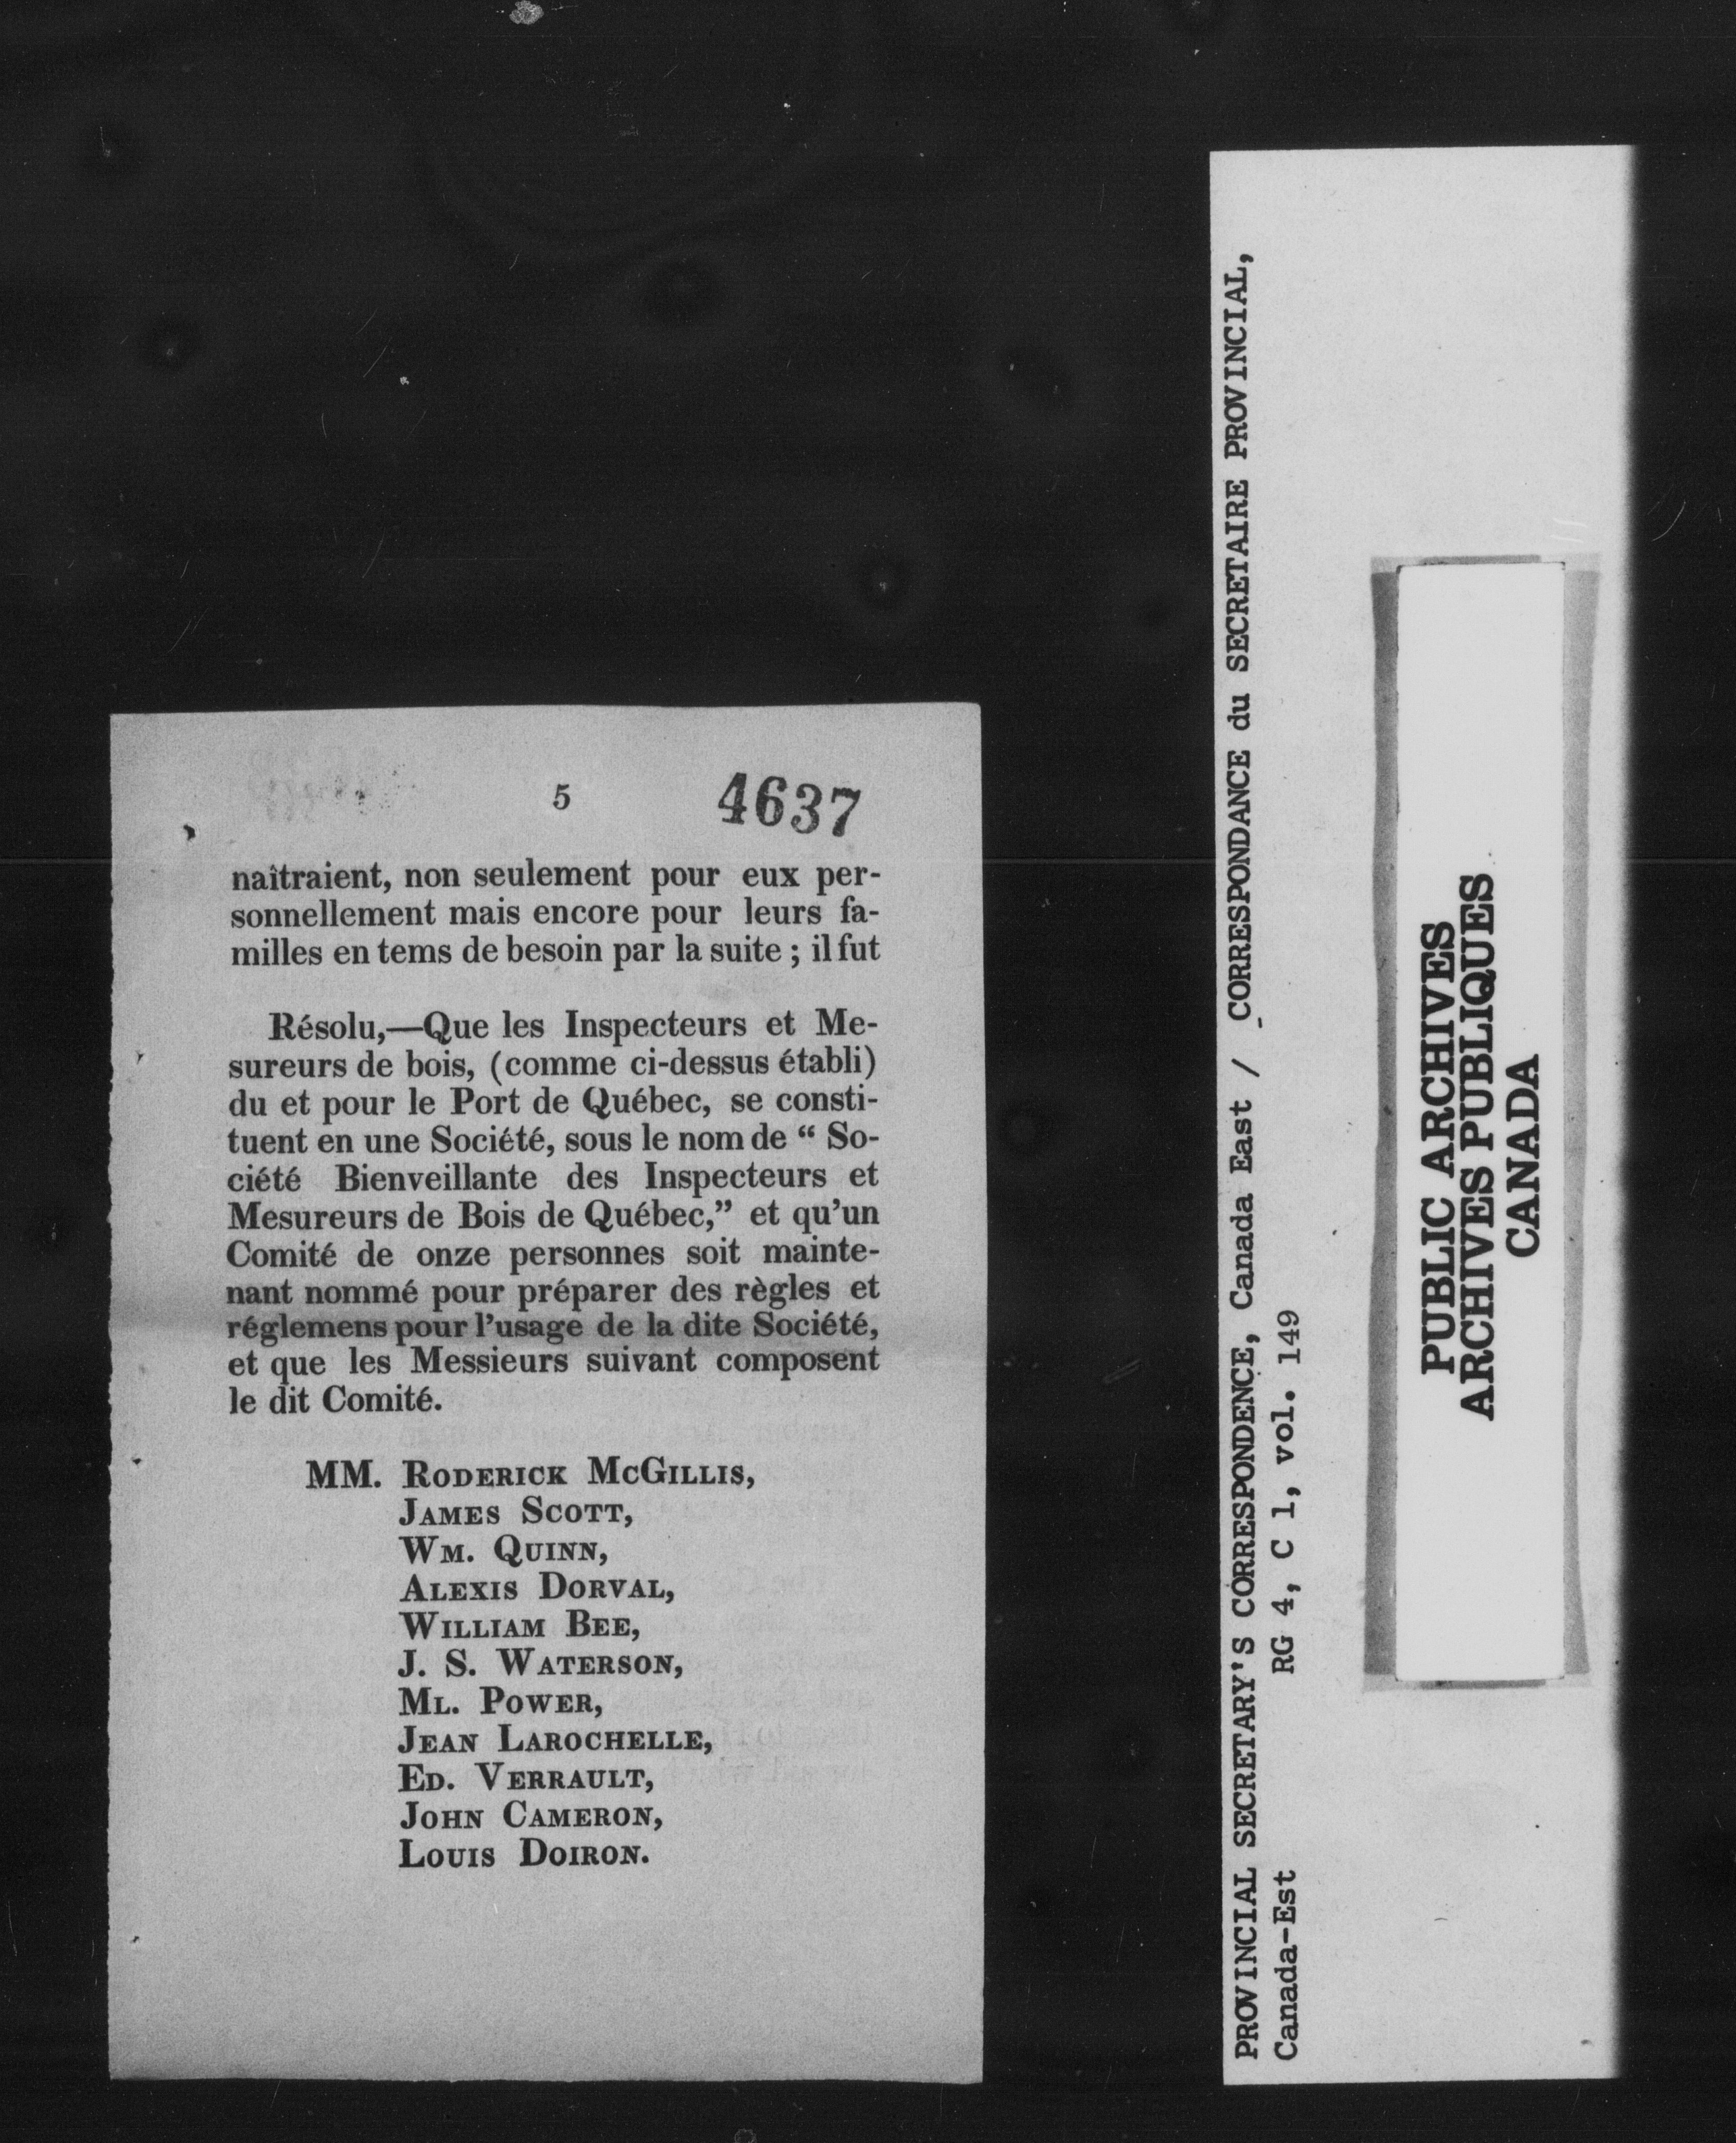 5 4637
naîtraient, non seulement pour eux per-
sonnellement mais encore pour leurs fa-
milles en tems de besoin par la suite ; il fut
Résolu,—Que les Inspecteurs et Me-
sureurs de bois, (comme ci-dessus établi)
du et pour le Port de Québec, se consti-
tuent en une Société, sous le nom de “ So-
ciété Bienveillante des Inspecteurs et
Mesureurs de Bois de Québec,” et qu’un
Comité de onze personnes soit mainte-
nant nommé pour préparer des règles et
réglemens pour l’usage de la dite Société,
et que les Messieurs suivant composent
le dit Comité.
MM. RODERICK MCGILLIS,
JAMES SCOTT,
WM. QUINN,
ALEXIS DORVAL,
WILLIAM BEE,
J. S. WATERSON,
ML. POWER,
JEAN LAROCHELLE,
ED. VERRAULT,
JOHN CAMERON,
LOUIS DOIRON.
PROVINCIAL SECRETARY'S CORRESPONDENCE, Canada East / CORRESPONDANCE du SECRETAIRE PROVINCIAL,
Canada-Est RG 4, C 1, vol. 149
PUBLIC ARCHIVES
ARCHIVES PUBLIQUES
CANADA